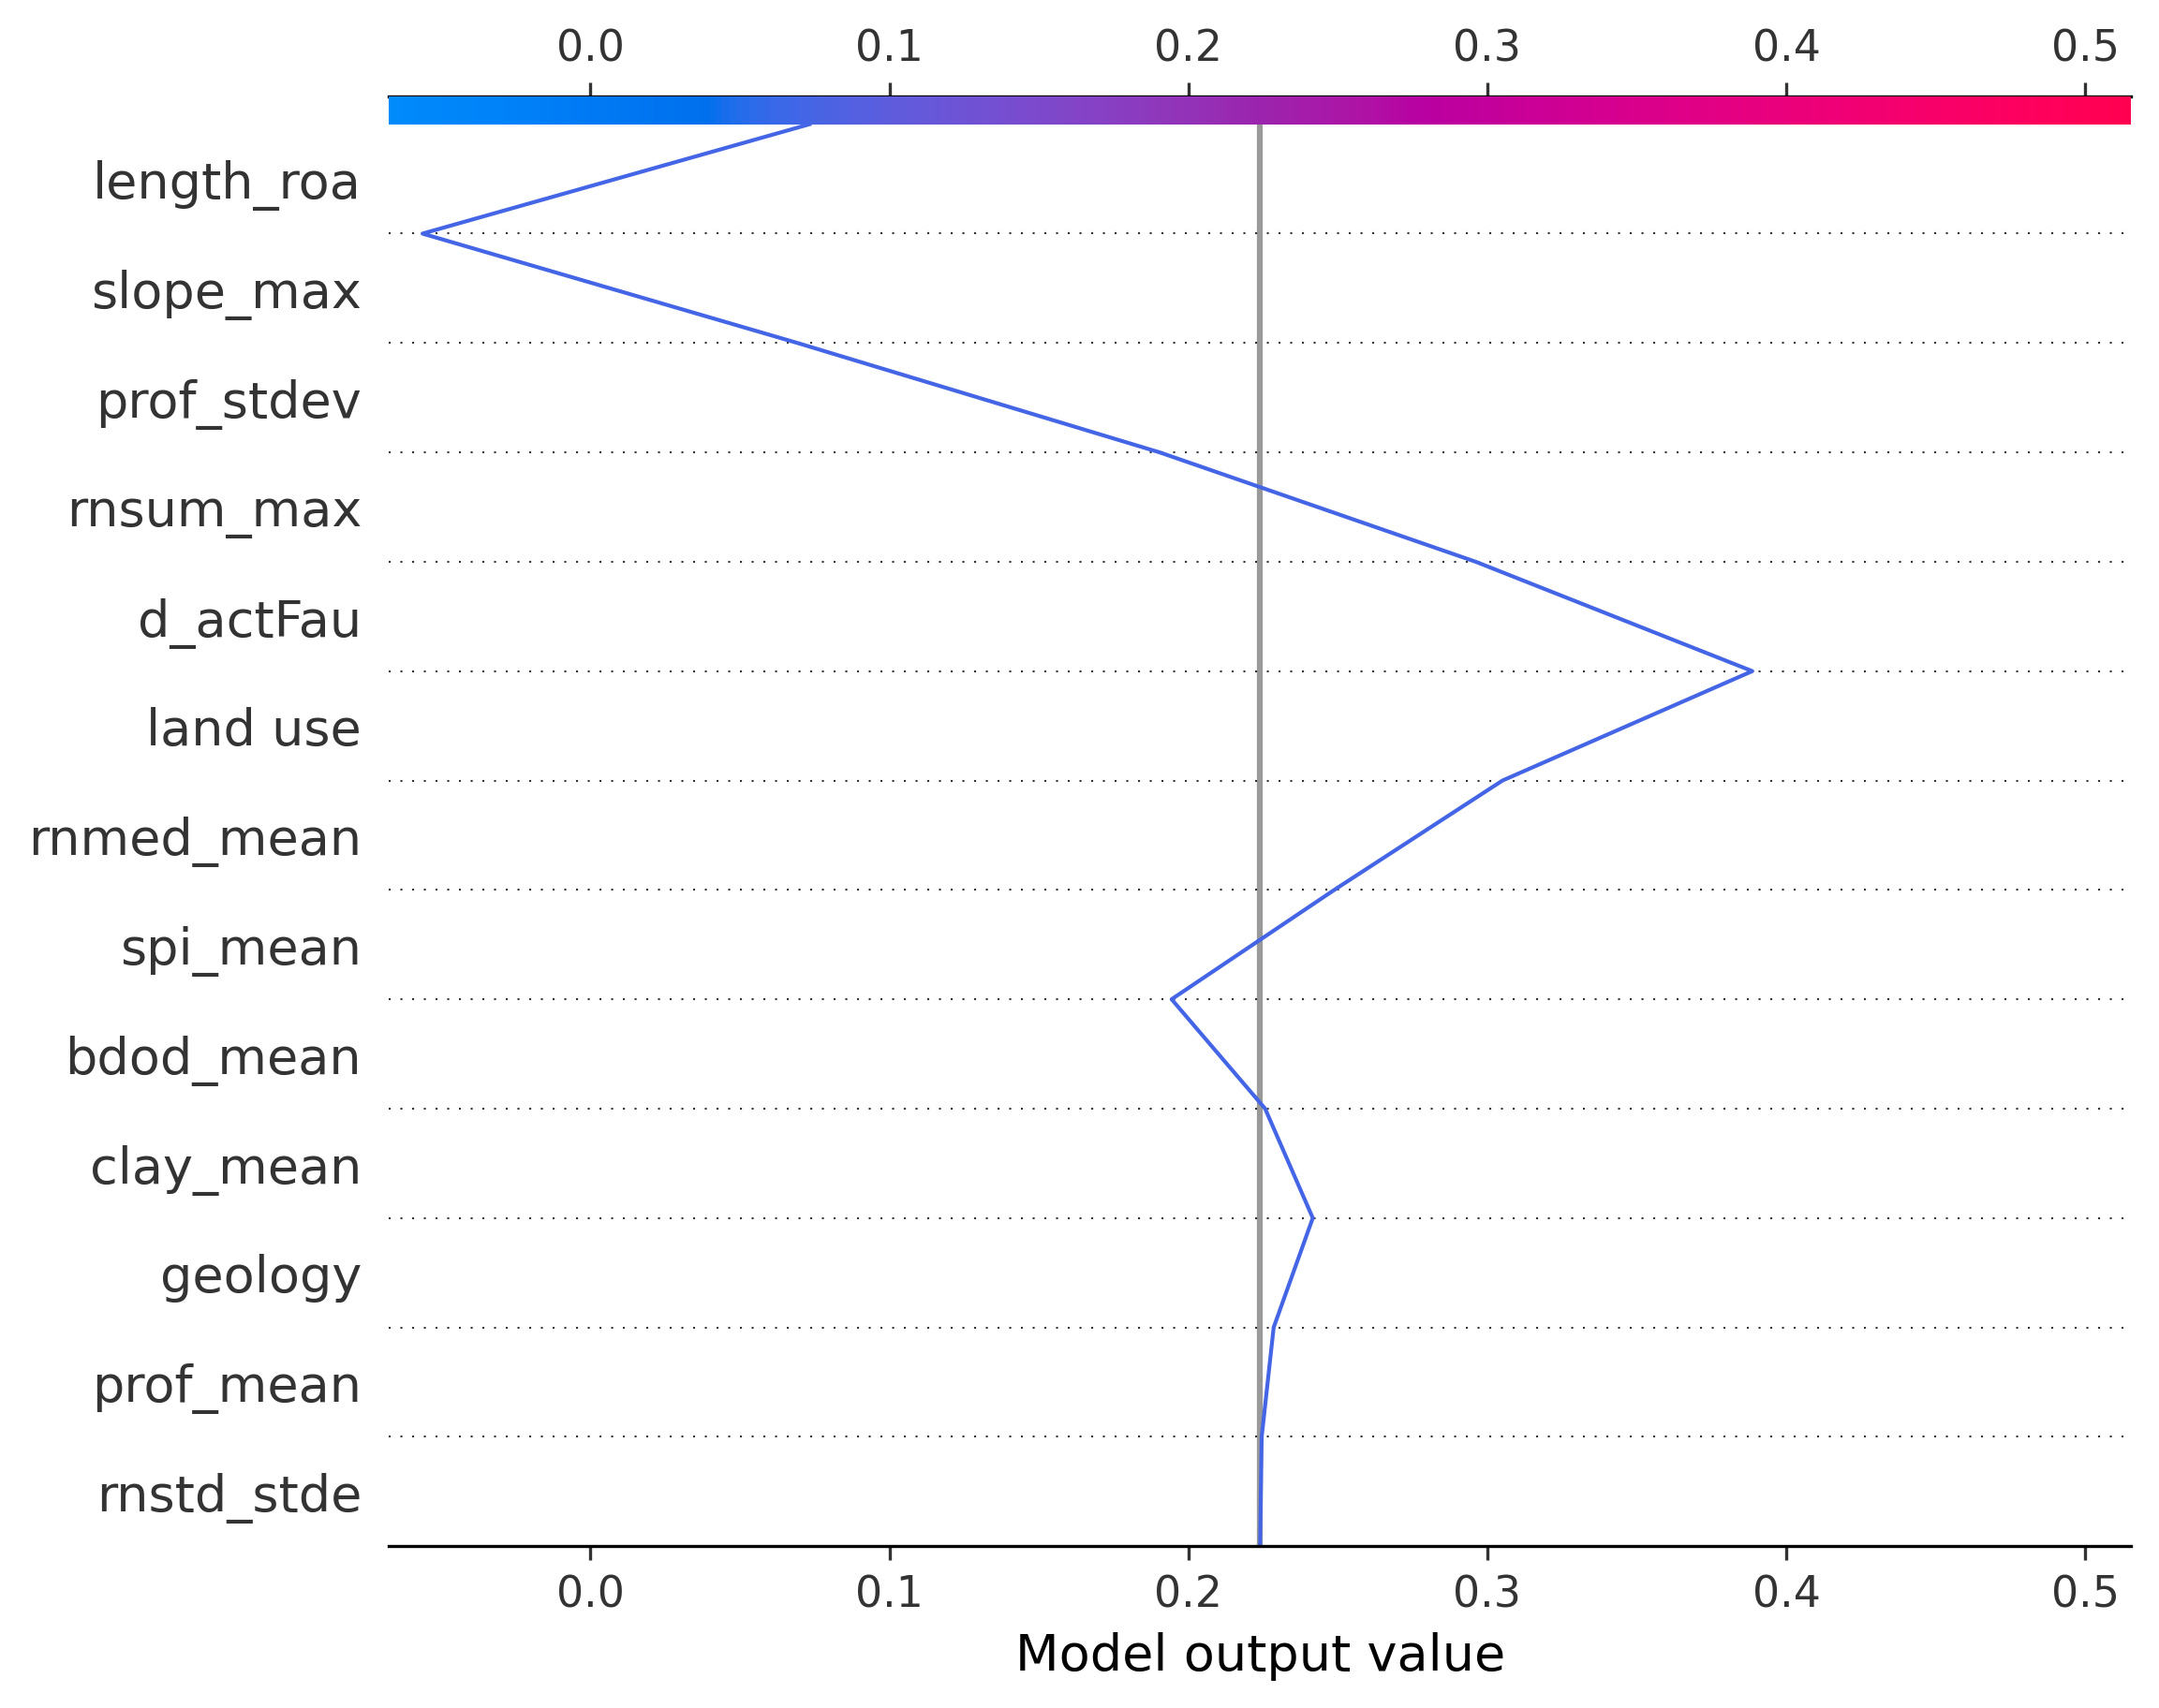 0.0 0.1 0.2 0.3 0.4 0.5
length_roa
slope_max
prof_stdev
rnsum_max
d_actFau
land use
rnmed_mean
spi_mean
bdod_mean
clay_mean
geology
prof_mean
rnstd_stde
0.0 0.1 0.2 0.3 0.4 0.5
Model output value